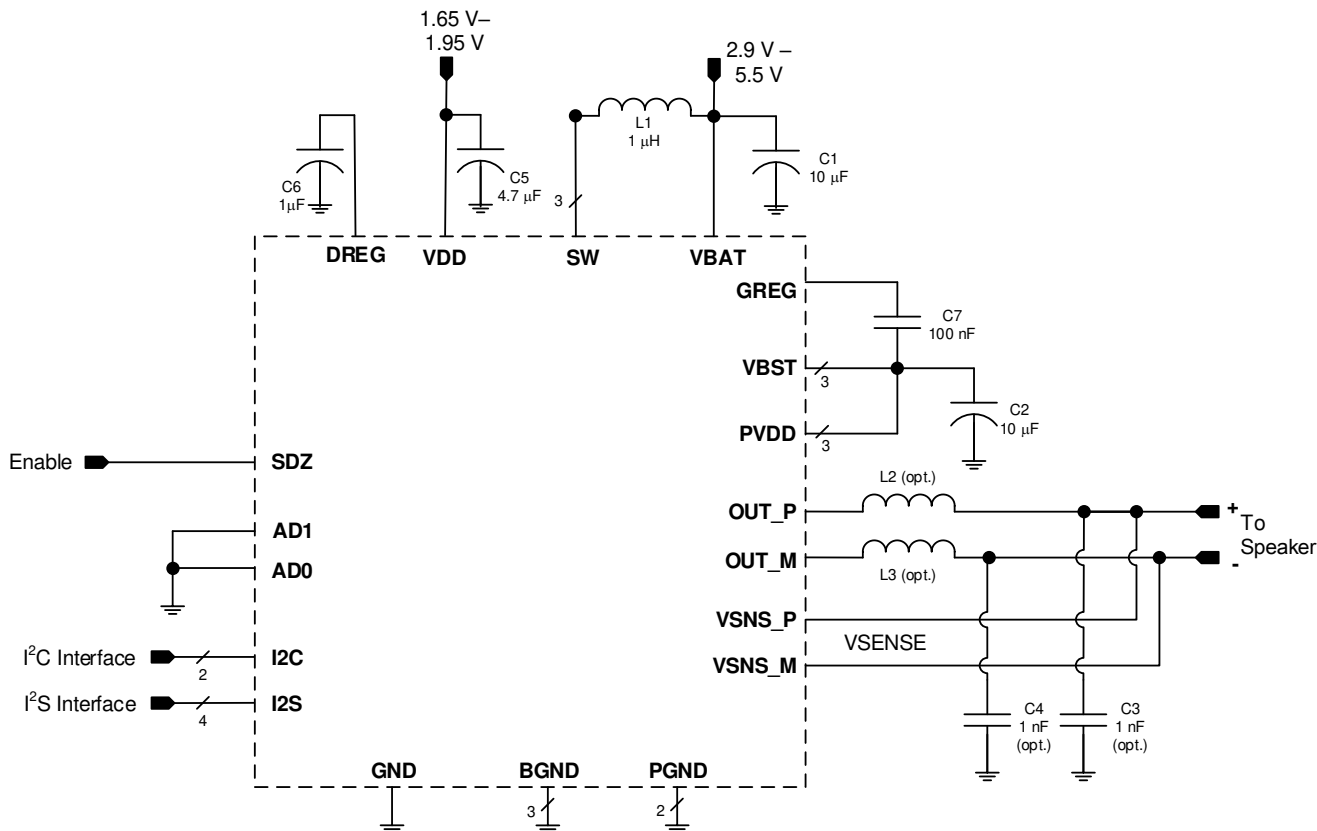 1.65 V–
1.95 V
2.9 V –
5.5 V
L1
1 μH
C6
1μF
C5
4.7 μF
C1
10 μF
3
DREG
VDD
SW
VBAT
GREG
C7
100 nF
VBST
3
C2
10 μF
PVDD
3
Enable
SDZ
L2 (opt.)
OUT_P
+
To
Speaker
AD1
OUT_M
-
AD0
L3 (opt.)
VSNS_P
VSENSE
I²C Interface
2
I2C
VSNS_M
I²S Interface
4
I2S
C4
1 nF
(opt.)
C3
1 nF
(opt.)
GND
BGND
PGND
3
2